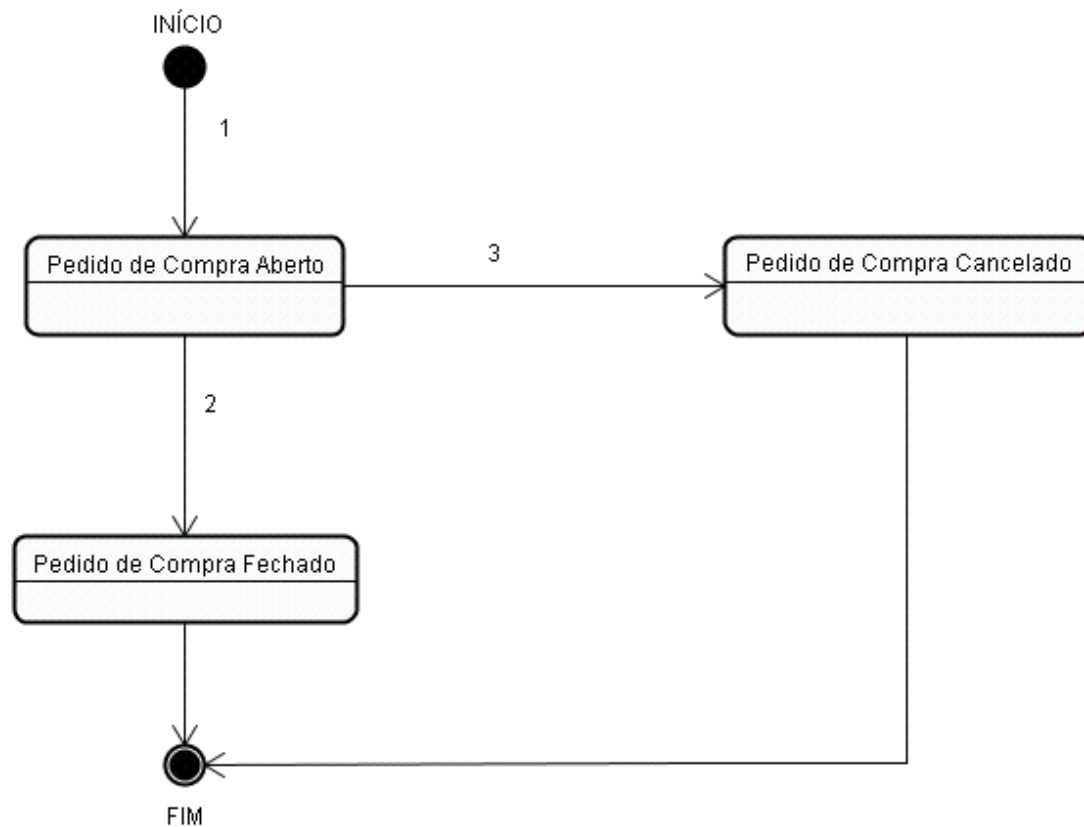 INÍCIO
1
Pedido de Compra Aberto
3
Pedido de Compra Cancelado
2
Pedido de Compra Fechado
FIM